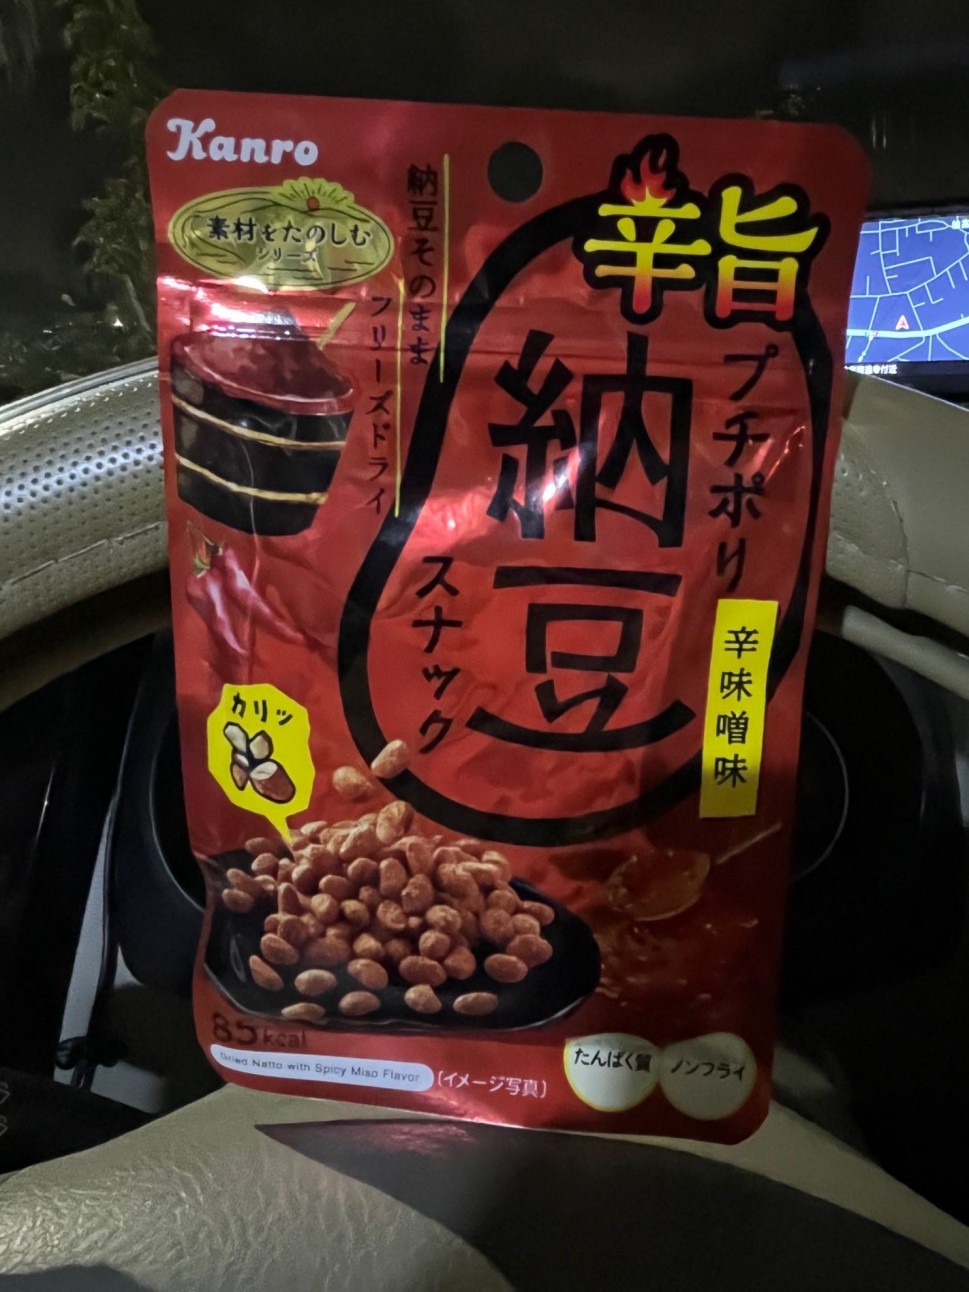 Kanro
素材をたのしむ
シリーズ
納豆そのまま
フリーズドライ
旨辛
プチポリ
納豆
スナック
辛味噌味
カリッ
85kcal
Dried Natto with Spicy Miso Flavor
(イメージ写真)
たんぱく質
ノンフライ